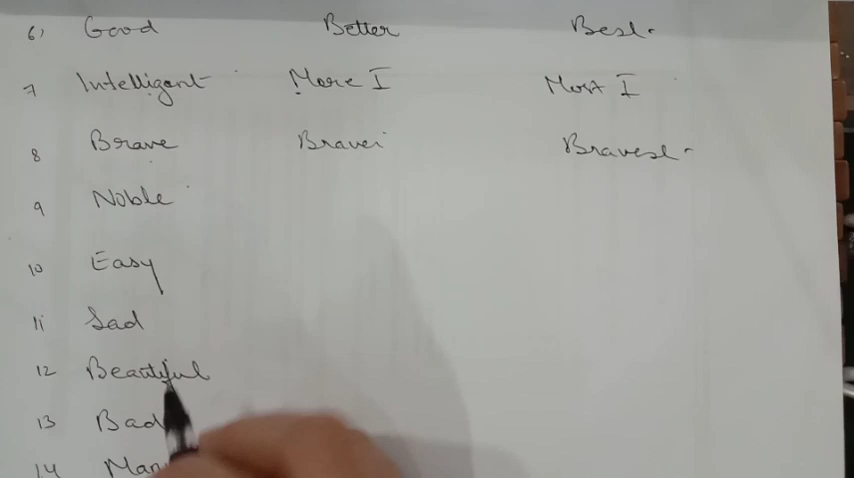 6) Good Better Best.
7 Intelligent More I Most I
8 Brave Braver Bravest.
9 Noble
10 Easy
11 Sad
12 Beautiful
13 Bad
14